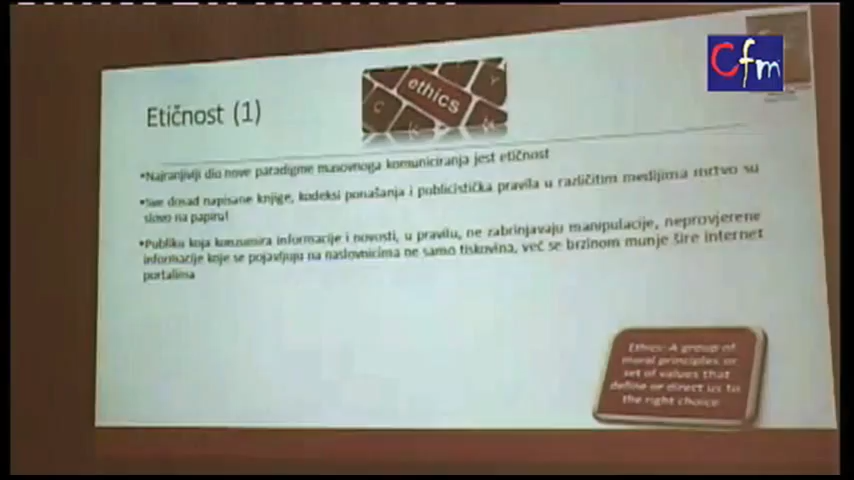 Cfm
Etičnost (1)
ethics
C
Y
•Najranjiviji dio nove paradigme masovnoga komuniciranja jest etičnost
•Sve dosad napisane knjige, kodeksi ponašanja i publicistička pravila u različitim medijima mrtvo su
slovo na papiru!
•Publiku koja konzumira informacije i novosti, u pravilu, ne zabrinjavaju manipulacije, neprovjerene
informacije koje se pojavljuju na naslovnicima ne samo tiskovina, već se brzinom munje šire internet
portalima
Ethics: A group of
moral principles or
set of values that
define or direct us to
the right choice